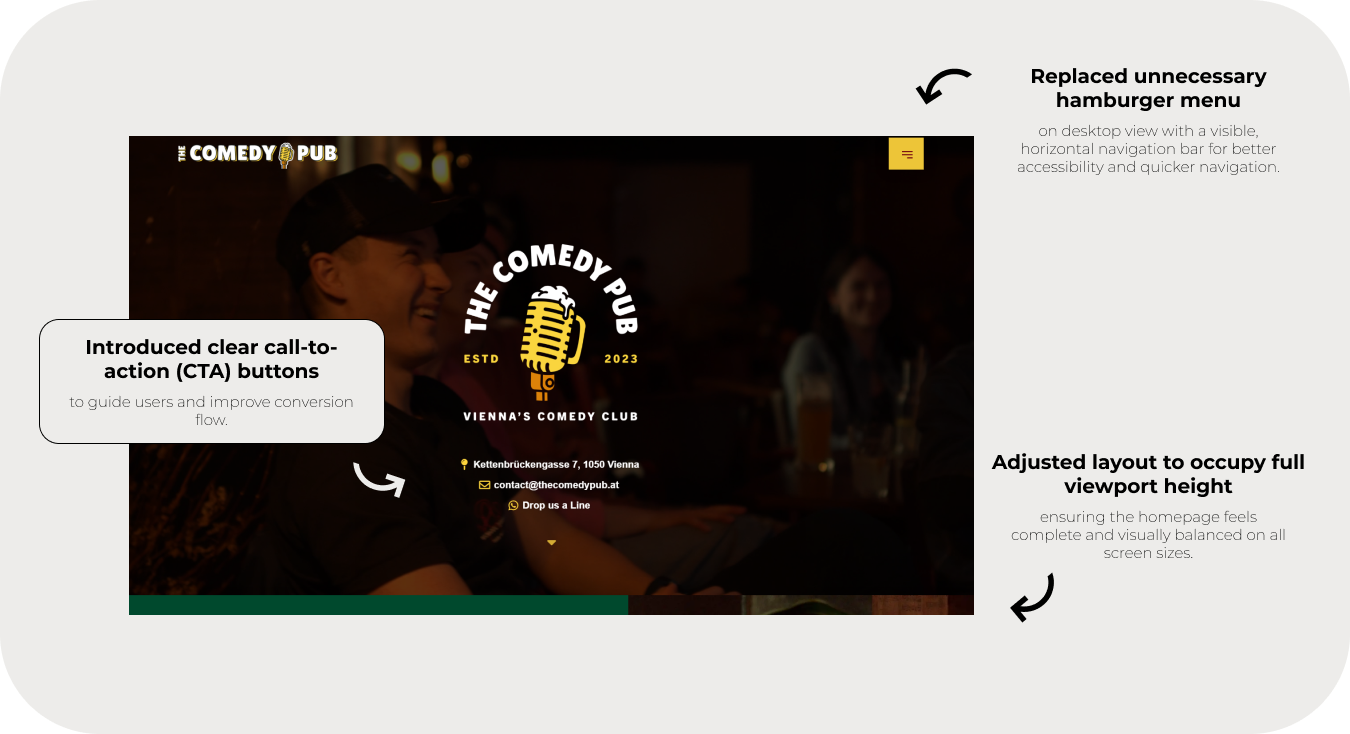 Replaced unnecessary
hamburger menu
on desktop view with a visible,
horizontal navigation bar for better
accessibility and quicker navigation.
THE COMEDY PUB
THE COMEDY PUB
ESTD 2023
VIENNA'S COMEDY CLUB
Introduced clear call-to-
action (CTA) buttons
to guide users and improve conversion
flow.
Kettenbrückengasse 7, 1050 Vienna
contact@thecomedypub.at
Drop us a Line
Adjusted layout to occupy full
viewport height
ensuring the homepage feels
complete and visually balanced on all
screen sizes.